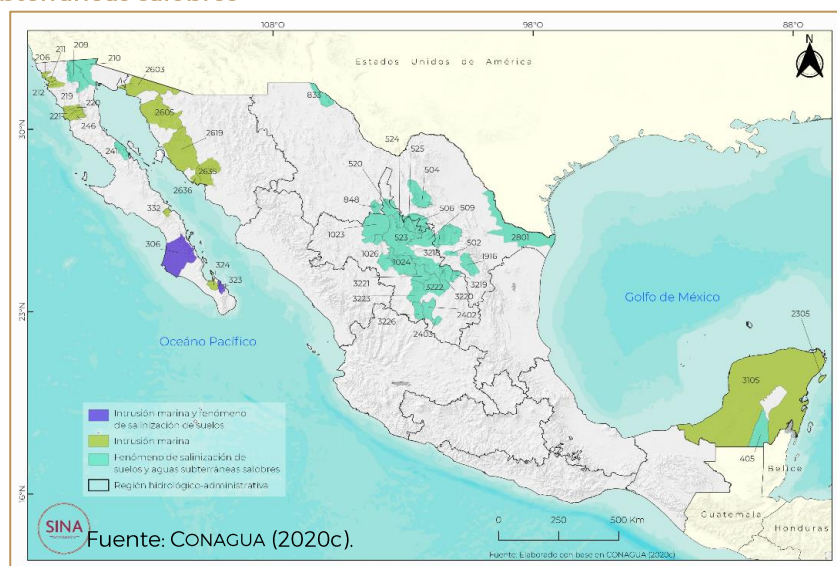 108°O
98°O
88°O
N
Estados Unidos de América
206
211
209
210
212
219
220
221
246
241
2603
2605
2619
2635
2636
332
306
324
323
833
524
525
504
520
848
506
509
1023
523
502
2801
1026
1024
3218
1916
3221
3222
3219
3223
3220
2402
3226
2403
30°N
23°N
16°N
Golfo de México
Océano Pacífico
2305
3105
405
Belice
Guatemala
Honduras
Intrusión marina y fenómeno
de salinización de suelos
Intrusión marina
Fenómeno de salinización de
suelos y aguas subterráneas salobres
Región hidrológico-administrativa
0 250 500 Km
SINA
Fuente: CONAGUA (2020c).
Fuente: Elaborado con base en CONAGUA (2020c)